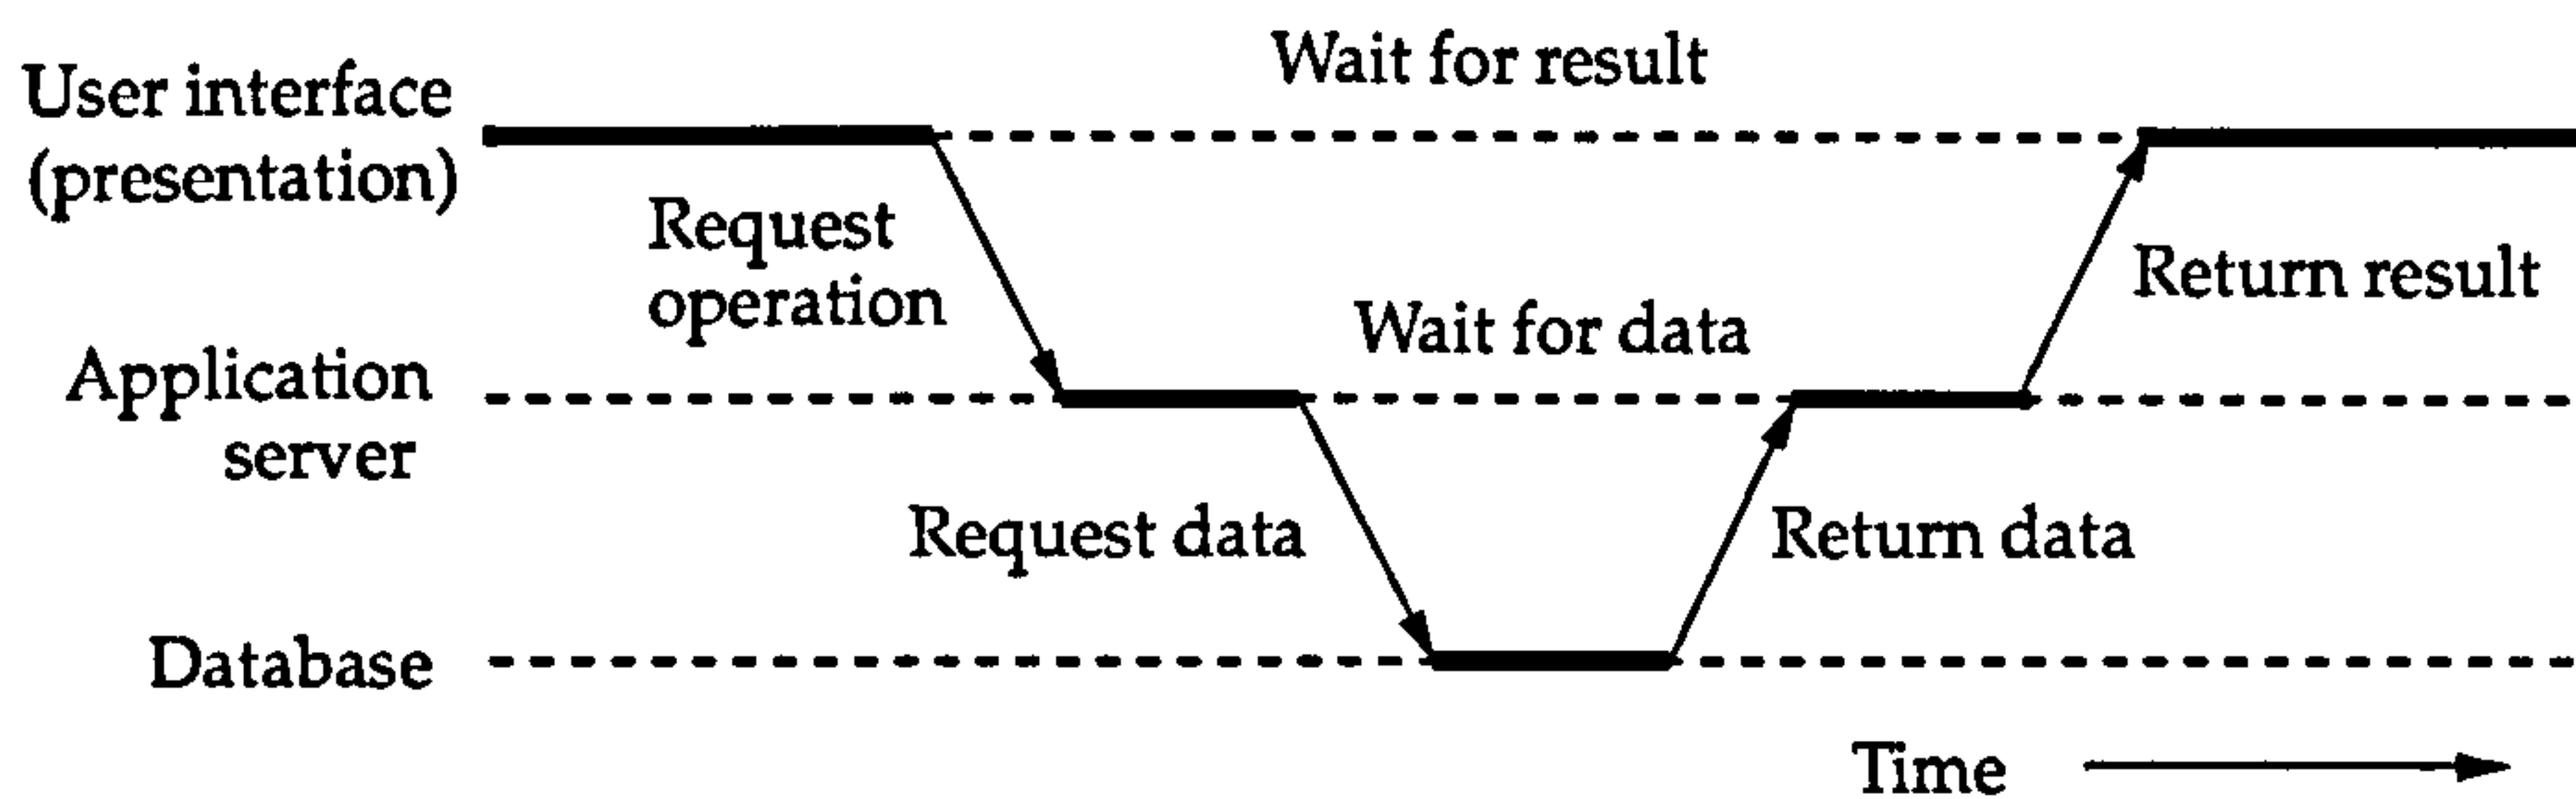 Wait for result
User interface
(presentation)
Request
operation
Return result
Wait for data
Application
server
Request data
Return data
Database
Time